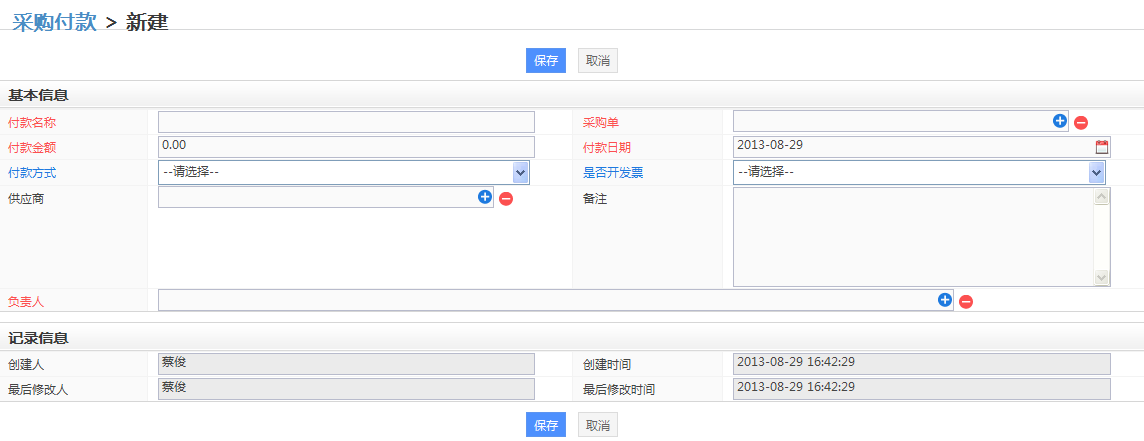 采购付款 > 新建
保存 取消
基本信息
付款名称 采购单
付款金额 0.00 付款日期 2013-08-29
付款方式 --请选择-- 是否开发票 --请选择--
供应商 备注
负责人
记录信息
创建人 蔡俊 创建时间 2013-08-29 16:42:29
最后修改人 蔡俊 最后修改时间 2013-08-29 16:42:29
保存 取消